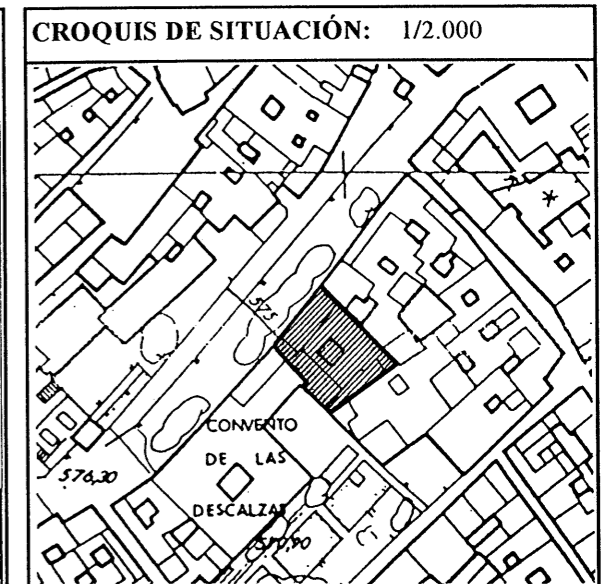 CROQUIS DE SITUACIÓN: 1/2.000
575
CONVENTO
DE LAS
DESCALZAS
576,30